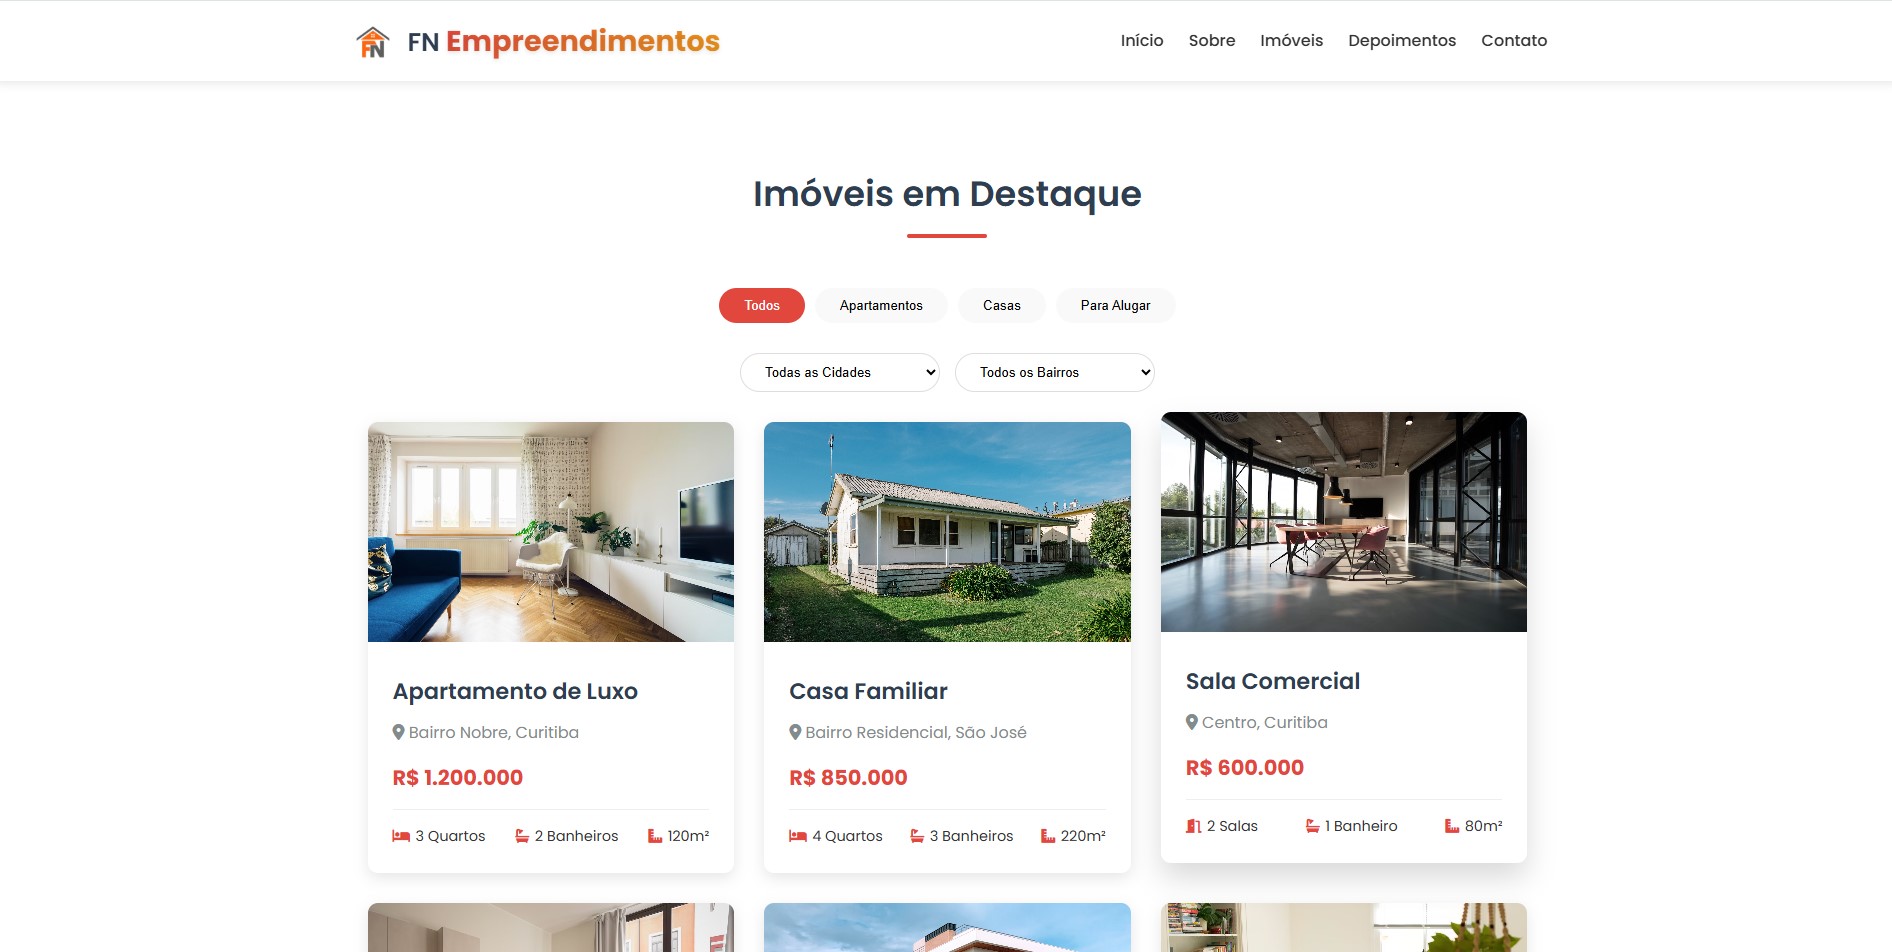 FN
FN Empreendimentos
Início Sobre Imóveis Depoimentos Contato
Imóveis em Destaque
Todos Apartamentos Casas Para Alugar
Todas as Cidades Todos os Bairros
Apartamento de Luxo
Bairro Nobre, Curitiba
R$ 1.200.000
3 Quartos 2 Banheiros 120m²
Casa Familiar
Bairro Residencial, São José
R$ 850.000
4 Quartos 3 Banheiros 220m²
Sala Comercial
Centro, Curitiba
R$ 600.000
2 Salas 1 Banheiro 80m²